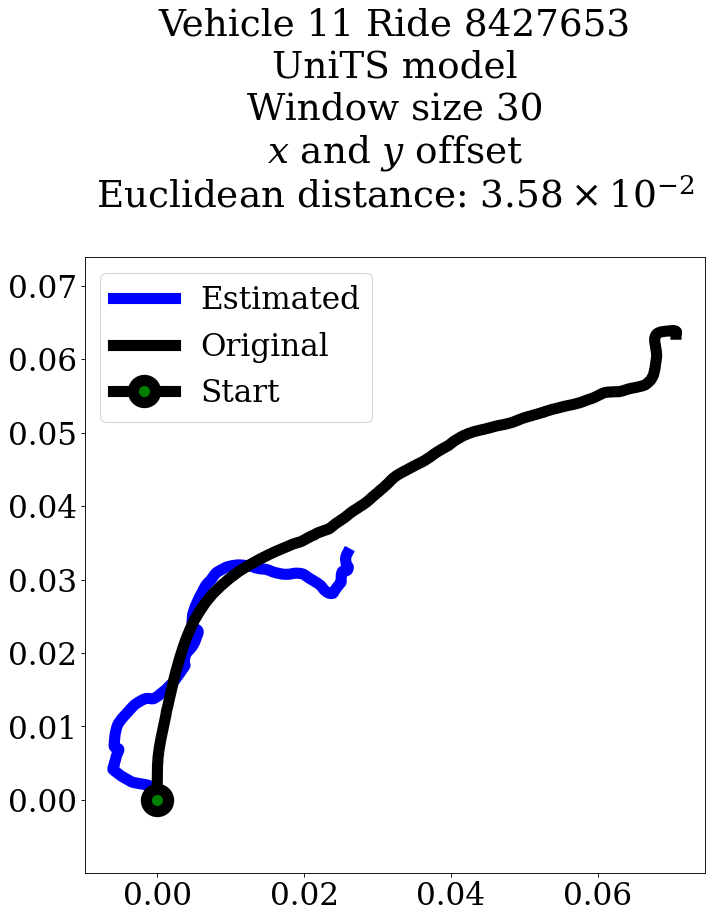 Vehicle 11 Ride 8427653
UniTS model
Window size 30
x and y offset
Euclidean distance: 3.58 × 10⁻²
0.07
0.06
0.05
0.04
0.03
0.02
0.01
0.00
Estimated
Original
Start
0.00 0.02 0.04 0.06